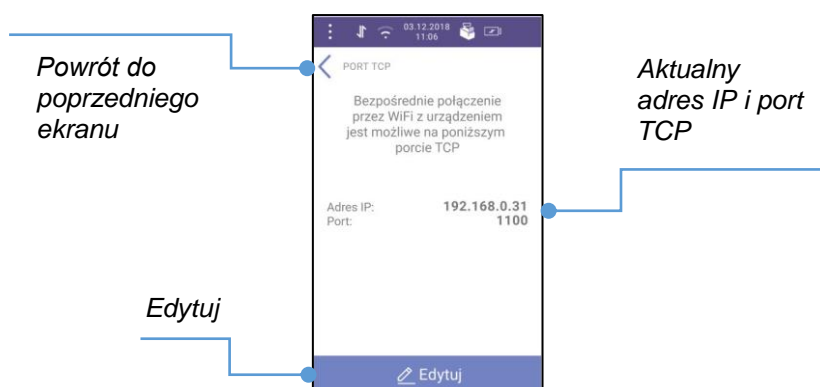 03.12.2018
11:06
Powrót do
poprzedniego
ekranu
PORT TCP
Bezpośrednie połączenie
przez WiFi z urządzeniem
jest możliwe na poniższym
porcie TCP
Aktualny
adres IP i port
TCP
Adres IP: 192.168.0.31
Port: 1100
Edytuj
Edytuj